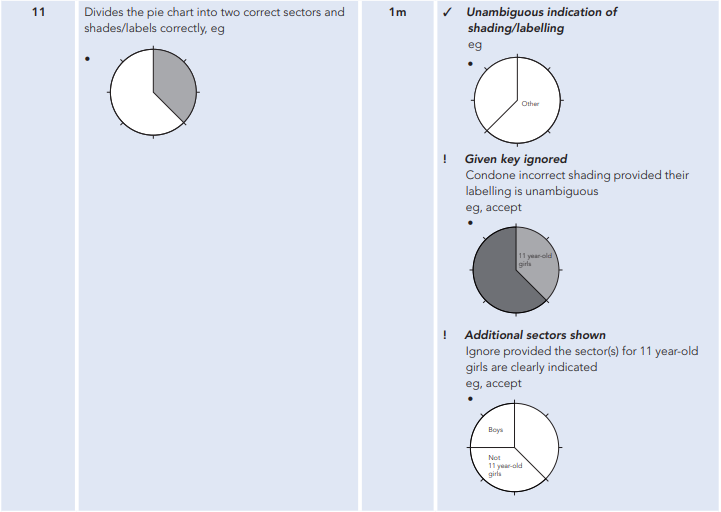 11
Divides the pie chart into two correct sectors and
shades/labels correctly, eg
•
1m
✓ Unambiguous indication of
shading/labelling
eg
•
Other
! Given key ignored
Condone incorrect shading provided their
labelling is unambiguous
eg, accept
•
11 year-old
girls
! Additional sectors shown
Ignore provided the sector(s) for 11 year-old
girls are clearly indicated
eg, accept
•
Boys
Not
11 year-old
girls